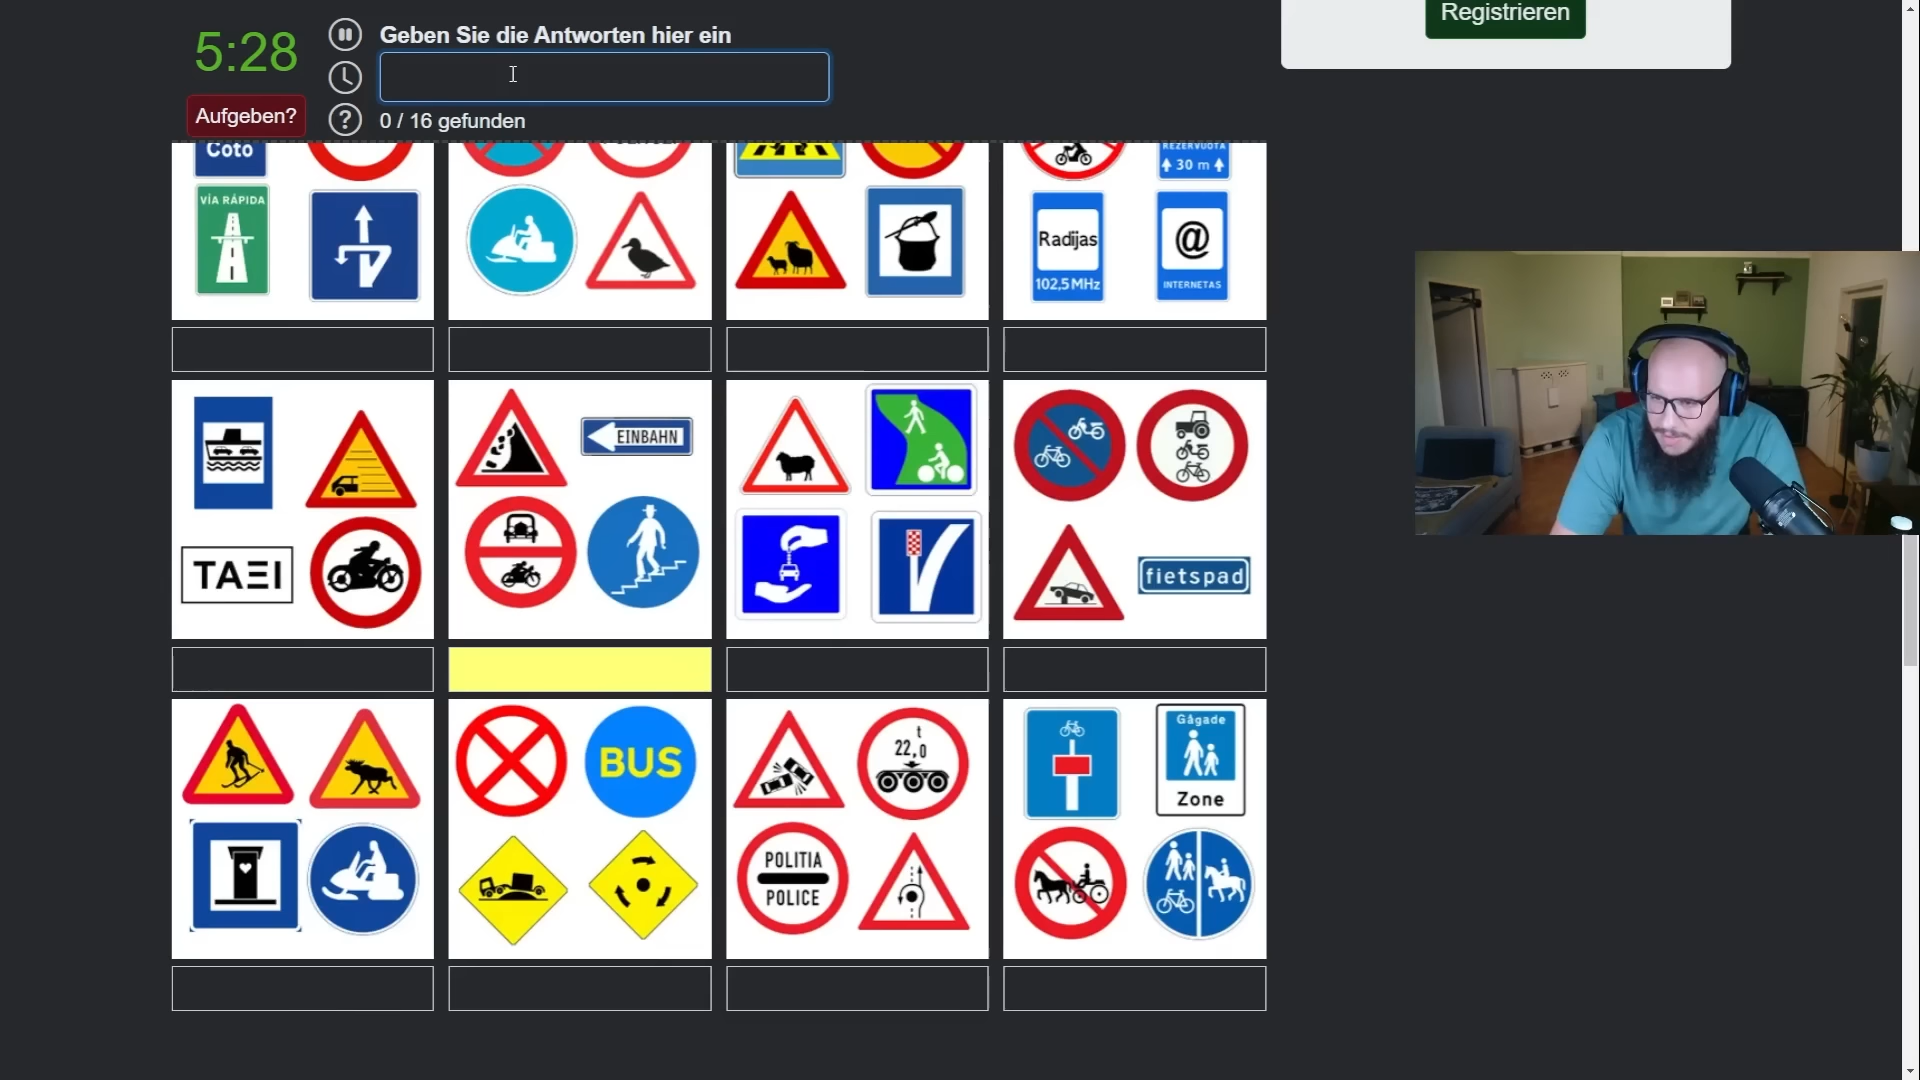 5:28
Geben Sie die Antworten hier ein
Registrieren
Aufgeben?
0 / 16 gefunden
Coto
REZERVUOTA
30 m
VÍA RÁPIDA
Radijas
102,5 MHz
@
INTERNETAS
EINBAHN
TAΞI
fietspad
BUS
t
22,0
POLITIA
POLICE
Gågade
Zone